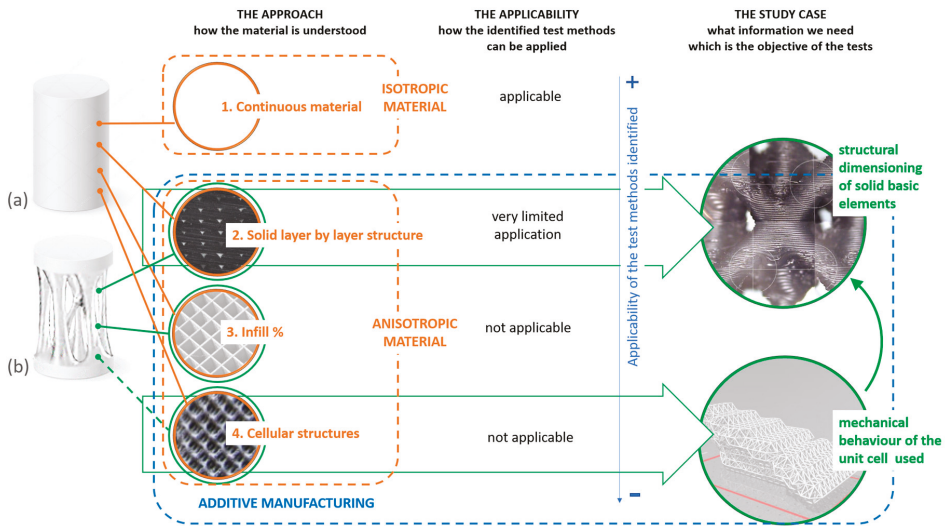 THE APPROACH
how the material is understood
THE APPLICABILITY
how the identified test methods
can be applied
THE STUDY CASE
what information we need
which is the objective of the tests
1. Continuous material
ISOTROPIC
MATERIAL
applicable
+
Applicability of the test methods identified
-
(a)
2. Solid layer by layer structure
very limited
application
structural
dimensioning
of solid basic
elements
3. Infill %
ANISOTROPIC
MATERIAL
not applicable
(b)
4. Cellular structures
not applicable
mechanical
behaviour of the
unit cell used
ADDITIVE MANUFACTURING